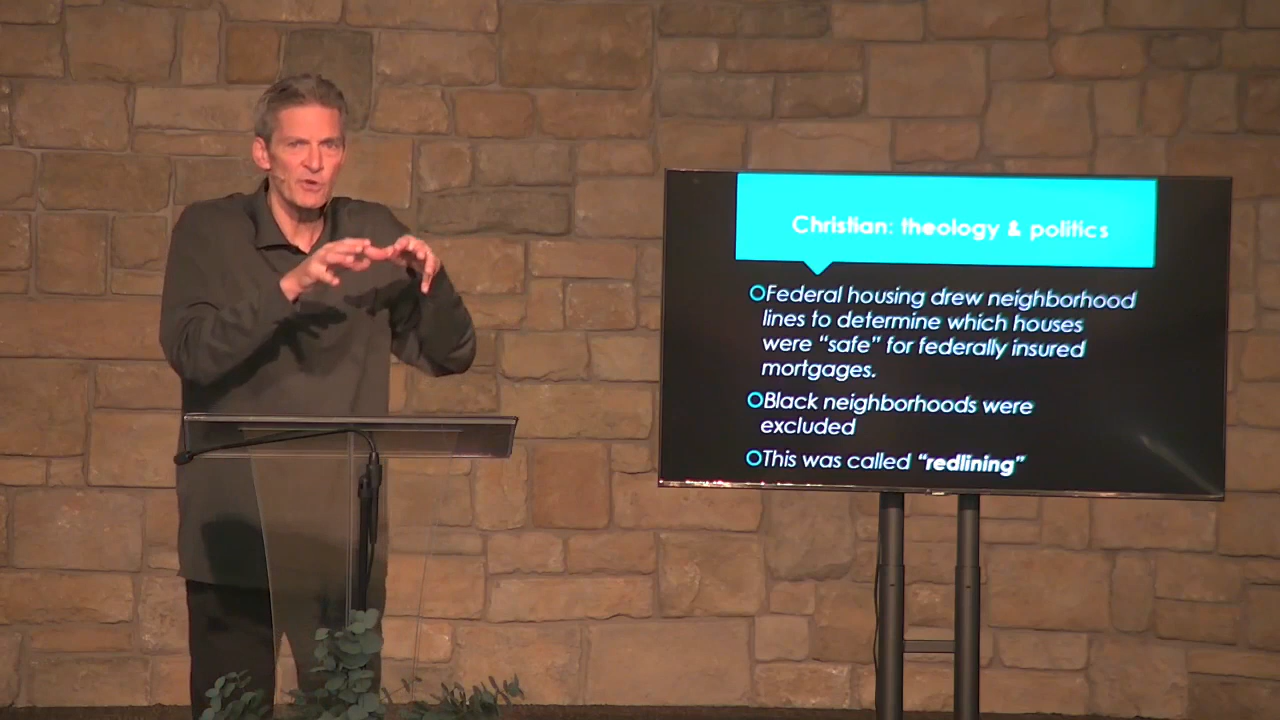 Christian: theology & politics
Federal housing drew neighborhood
lines to determine which houses
were “safe” for federally insured
mortgages.
Black neighborhoods were
excluded
This was called “redlining”